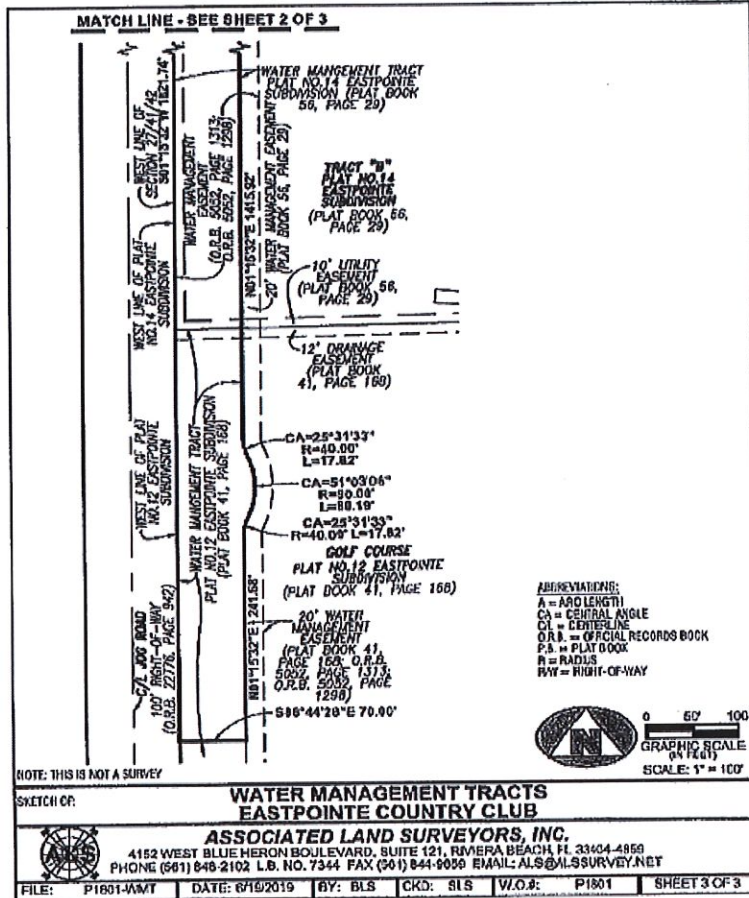 MATCH LINE - SEE SHEET 2 OF 3
WATER MANGEMENT TRACT
PLAT NO.14 EASTPOINTE
SUBDIVISION (PLAT BOOK
56, PAGE 29)
WEST LINE OF
SECTION 27/41/42
S01°15'32"W 1821.74'
WATER MANAGEMENT
EASEMENT
(O.R.B. 5052, PAGE 1313;
O.R.B. 5052, PAGE 1298)
N01°15'32"E 1415.92'
20' WATER MANAGEMENT EASEMENT
(PLAT BOOK 56, PAGE 29)
TRACT "B"
PLAT NO.14
EASTPOINTE
SUBDIVISION
(PLAT BOOK 56,
PAGE 29)
WEST LINE OF PLAT
NO.14 EASTPOINTE
SUBDIVISION
10' UTILITY
EASEMENT
(PLAT BOOK 56,
PAGE 29)
12' DRAINAGE
EASEMENT
(PLAT BOOK
41, PAGE 168)
WEST LINE OF PLAT
NO.12 EASTPOINTE
SUBDIVISION
WATER MANGEMENT TRACT
PLAT NO.12 EASTPOINTE SUBDIVISION
(PLAT BOOK 41, PAGE 168)
CA=25°31'33"
R=40.00'
L=17.82'
CA=51°03'06"
R=90.00'
L=80.19'
CA=25°31'33"
R=40.00' L=17.82'
GOLF COURSE
PLAT NO.12 EASTPOINTE
SUBDIVISION
(PLAT BOOK 41, PAGE 168)
C/L JOG ROAD
100' RIGHT-OF-WAY
(O.R.B. 22776, PAGE 942)
N01°15'32"E 241.68'
20' WATER
MANAGEMENT
EASEMENT
(PLAT BOOK 41,
PAGE 168; O.R.B.
5052, PAGE 1313;
O.R.B. 5052, PAGE
1298)
S88°44'28"E 70.00'
ABBREVIATIONS:
A = ARC LENGTH
CA = CENTRAL ANGLE
C/L = CENTERLINE
O.R.B. = OFFICIAL RECORDS BOOK
P.B. = PLAT BOOK
R = RADIUS
R/W = RIGHT-OF-WAY
N
0 50' 100
GRAPHIC SCALE
(IN FEET)
SCALE: 1" = 100'
NOTE: THIS IS NOT A SURVEY
SKETCH OF:
WATER MANAGEMENT TRACTS
EASTPOINTE COUNTRY CLUB
A.L.S
ASSOCIATED LAND SURVEYORS, INC.
4152 WEST BLUE HERON BOULEVARD, SUITE 121, RIVIERA BEACH, FL 33404-4859
PHONE (561) 848-2102 L.B. NO. 7344 FAX (561) 844-9659 EMAIL: ALS@ALSSURVEY.NET
FILE: P1801-WMT DATE: 6/19/2019 BY: BLS CKD: SLS W.O.#: P1801 SHEET 3 OF 3